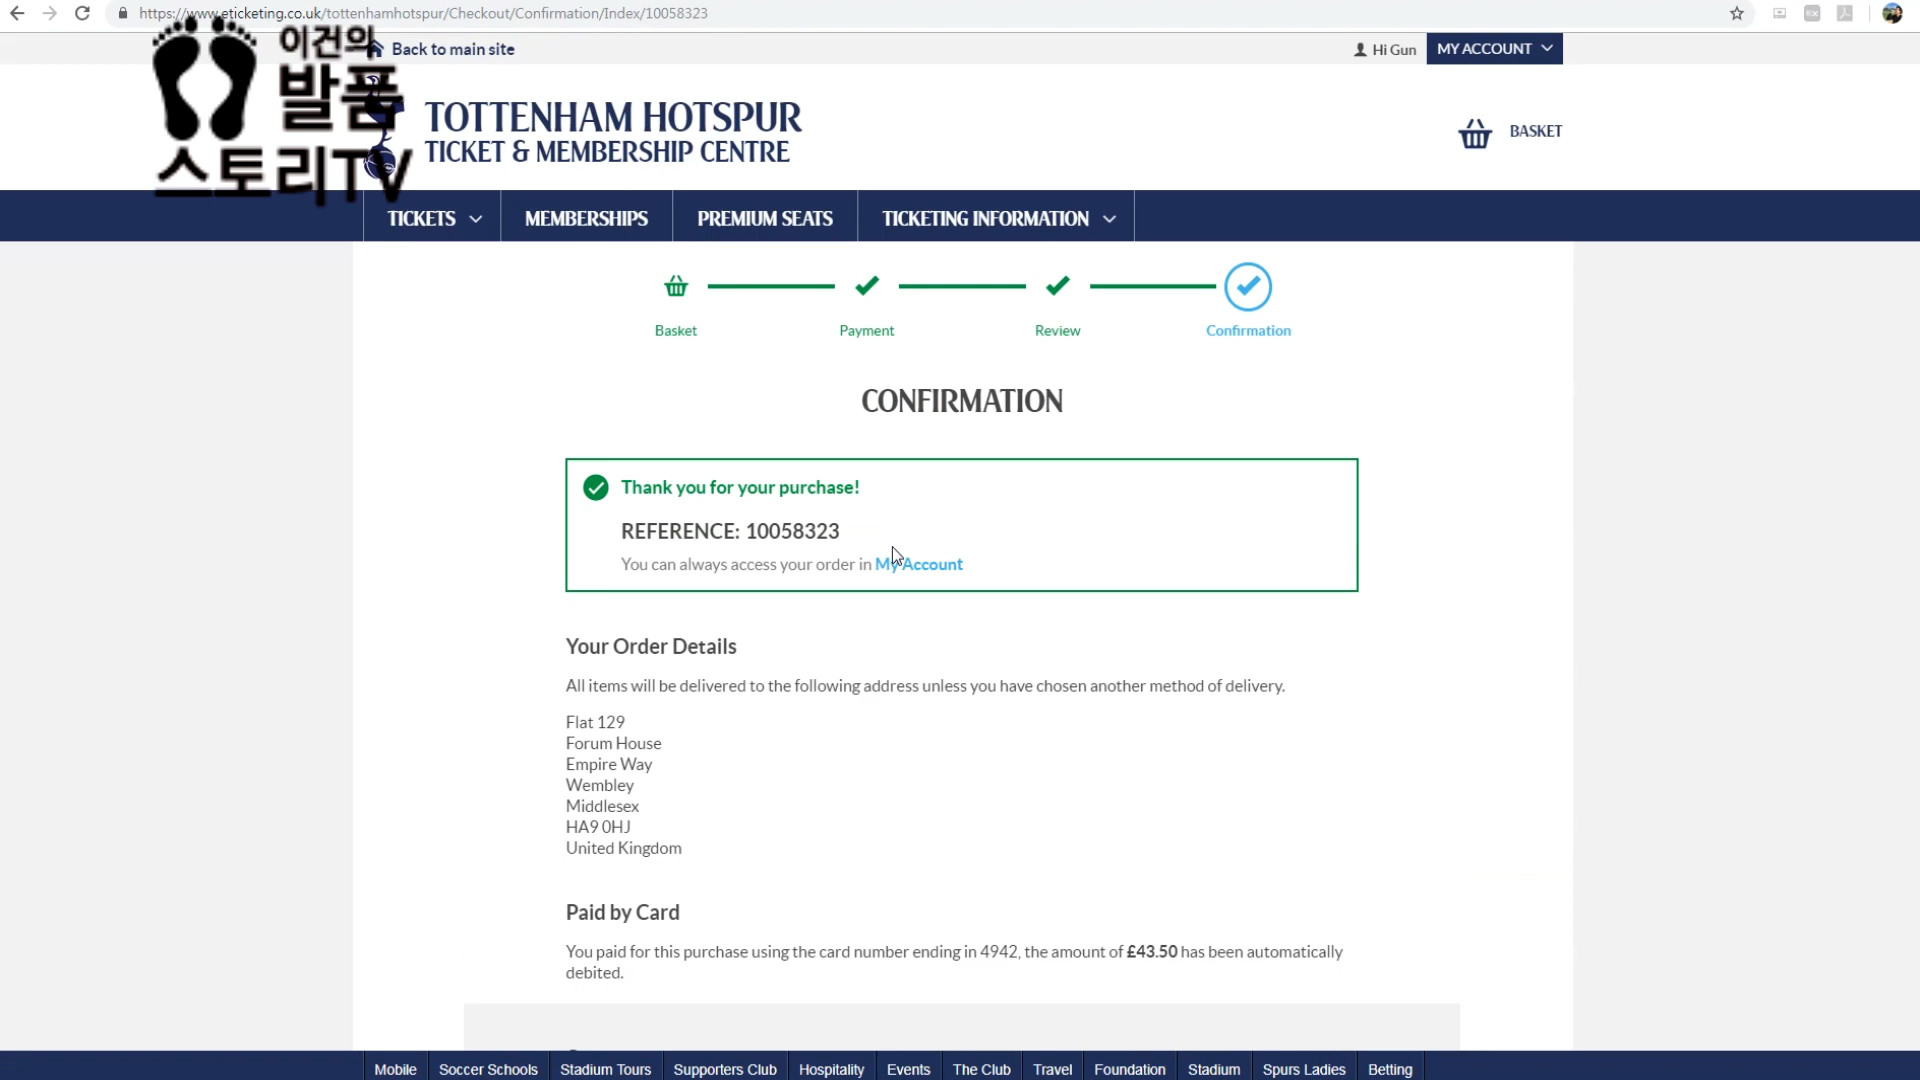 https://www.eticketing.co.uk/tottenhamhotspur/Checkout/Confirmation/Index/10058323
이건의
발품
스토리TV
Back to main site
Hi Gun
MY ACCOUNT
TOTTENHAM HOTSPUR
TICKET & MEMBERSHIP CENTRE
BASKET
TICKETS
MEMBERSHIPS
PREMIUM SEATS
TICKETING INFORMATION
Basket
Payment
Review
Confirmation
CONFIRMATION
Thank you for your purchase!
REFERENCE: 10058323
You can always access your order in My Account
Your Order Details
All items will be delivered to the following address unless you have chosen another method of delivery.
Flat 129
Forum House
Empire Way
Wembley
Middlesex
HA9 0HJ
United Kingdom
Paid by Card
You paid for this purchase using the card number ending in 4942, the amount of £43.50 has been automatically
debited.
Mobile
Soccer Schools
Stadium Tours
Supporters Club
Hospitality
Events
The Club
Travel
Foundation
Stadium
Spurs Ladies
Betting